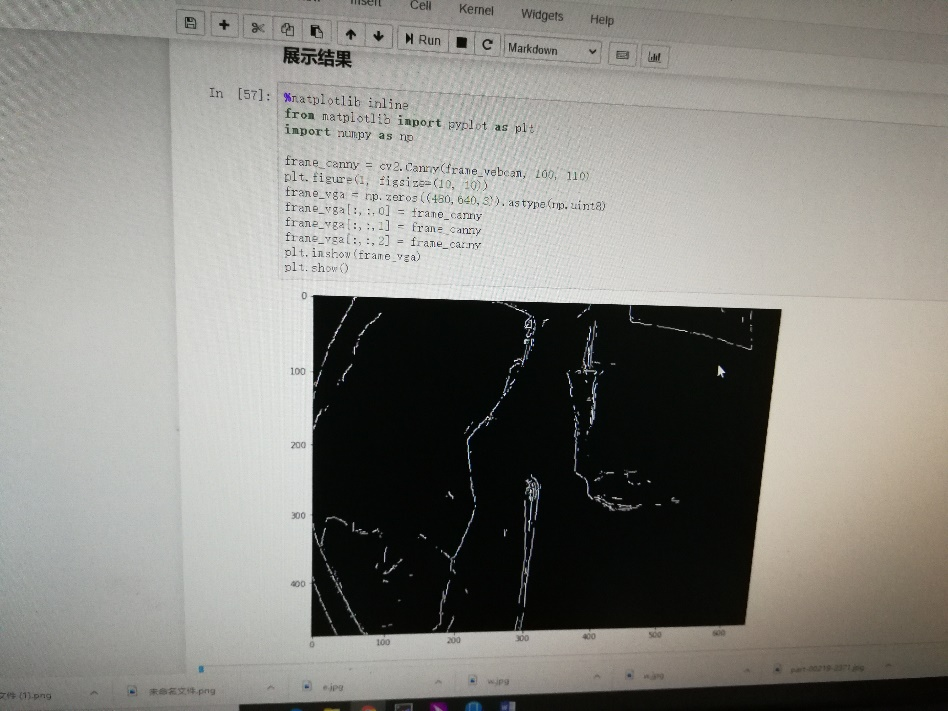 Insert Cell Kernel Widgets Help
Run Markdown
展示结果
In [57]:
%matplotlib inline
from matplotlib import pyplot as plt
import numpy as np
frame_canny = cv2.Canny(frame_webcam, 100, 110)
plt.figure(1, figsize=(10, 10))
frame_vga = np.zeros((480,640,3)).astype(np.uint8)
frame_vga[:,:,0] = frame_canny
frame_vga[:,:,1] = frame_canny
frame_vga[:,:,2] = frame_canny
plt.imshow(frame_vga)
plt.show()
0
100
200
300
400
0 100 200 300 400 500 600
文件 (1).png 未命名文件.png e.jpg w.jpg